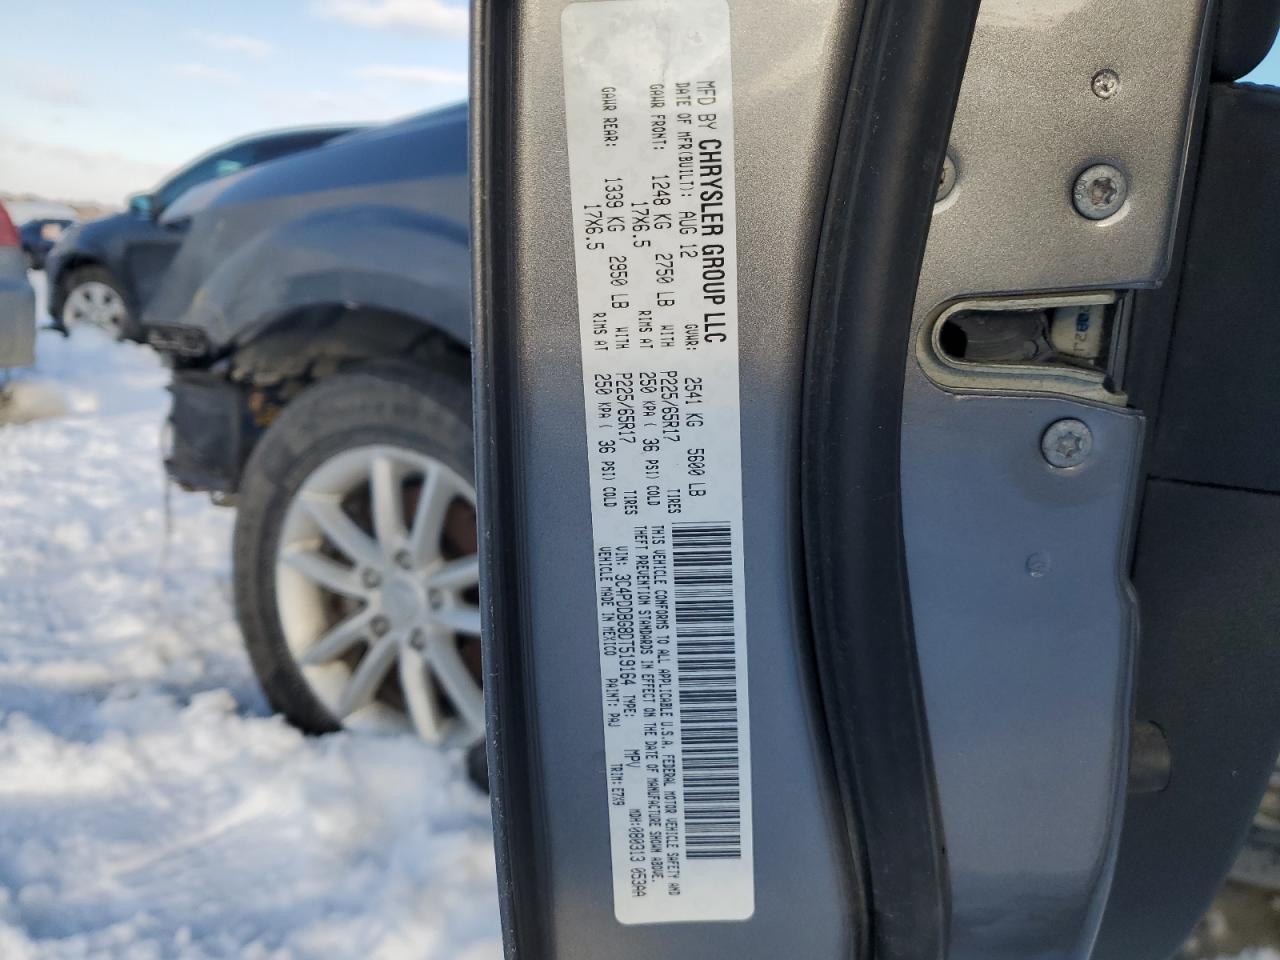 MFD BY CHRYSLER GROUP LLC
DATE OF MFR(BUILT): AUG 12 GVWR: 2541 KG 5600 LB
GAWR FRONT: 1248 KG 2750 LB WITH P225/65R17 TIRES
17X6.5 RIMS AT 250 KPA ( 36 PSI) COLD
GAWR REAR: 1339 KG 2950 LB WITH P225/65R17 TIRES
17X6.5 RIMS AT 250 KPA ( 36 PSI) COLD
THIS VEHICLE CONFORMS TO ALL APPLICABLE U.S.A. FEDERAL MOTOR VEHICLE SAFETY AND
THEFT PREVENTION STANDARDS IN EFFECT ON THE DATE OF MANUFACTURE SHOWN ABOVE.
VIN: 3C4PDDBG8DT519164 TYPE: MPV MDH:080313 053AA
VEHICLE MADE IN MEXICO PAINT: PAJ TRIM: E7X9